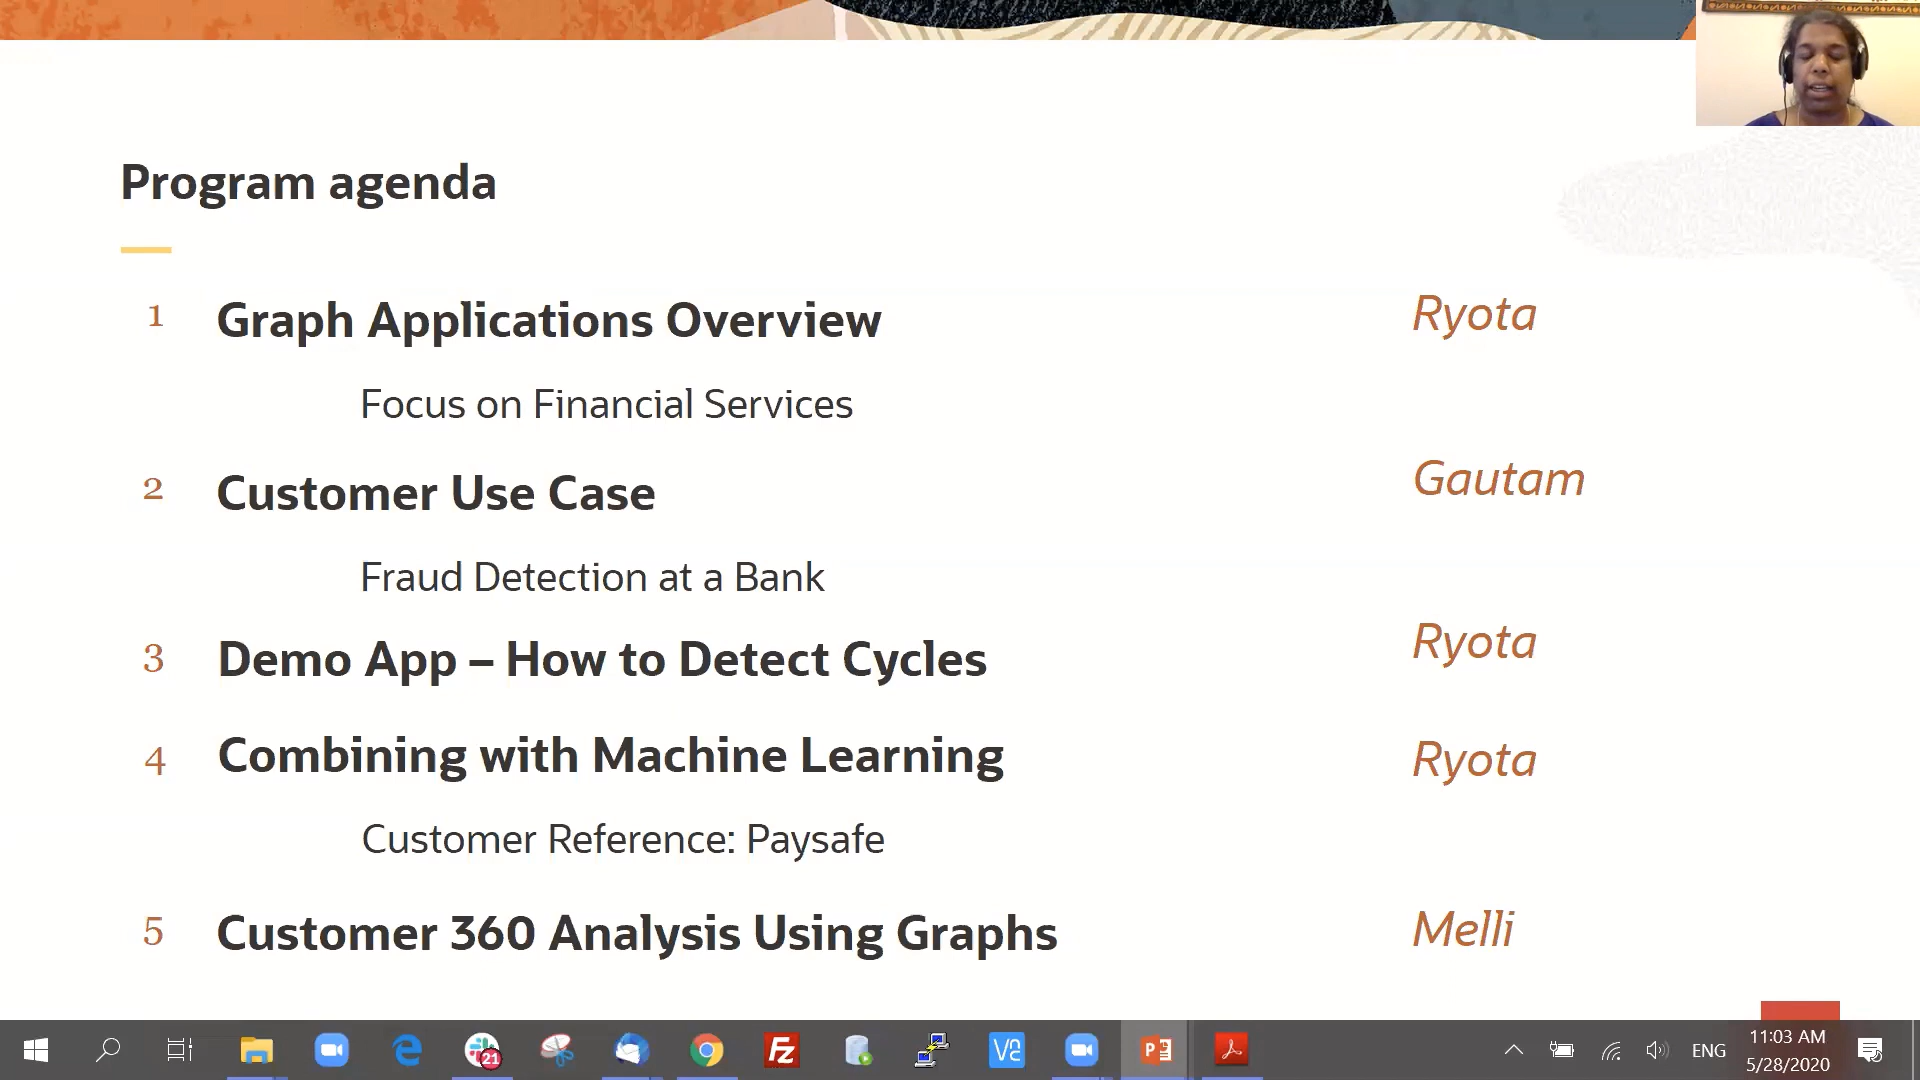 Program agenda
1 Graph Applications Overview Ryota
Focus on Financial Services
2 Customer Use Case Gautam
Fraud Detection at a Bank
3 Demo App – How to Detect Cycles Ryota
4 Combining with Machine Learning Ryota
Customer Reference: Paysafe
5 Customer 360 Analysis Using Graphs Melli
21
Fz
V2
P
ENG
11:03 AM
5/28/2020